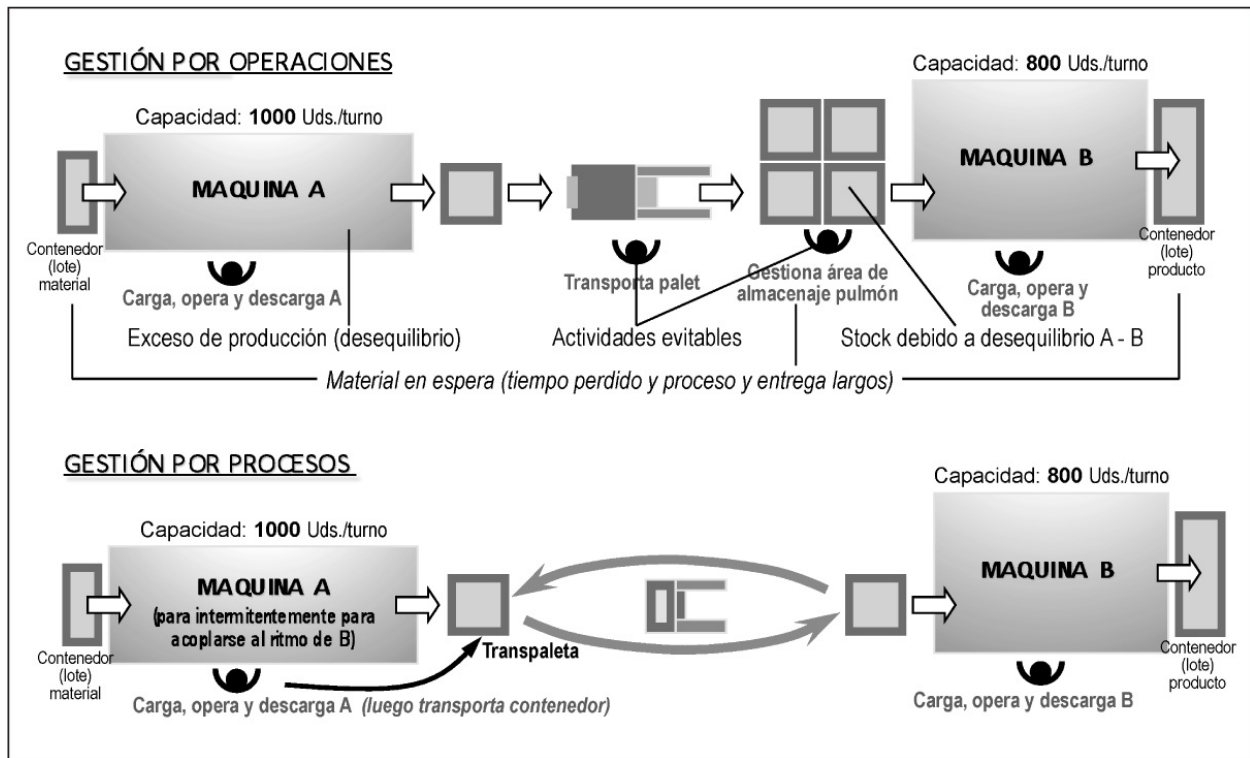 GESTIÓN POR OPERACIONES
Capacidad: 1000 Uds./turno
Capacidad: 800 Uds./turno
MAQUINA A
MAQUINA B
Contenedor
(lote)
material
Carga, opera y descarga A
Transporta palet
Gestiona área de
almacenaje pulmón
Carga, opera y
descarga B
Contenedor
(lote)
producto
Exceso de producción (desequilibrio)
Actividades evitables
Stock debido a desequilibrio A - B
Material en espera (tiempo perdido y proceso y entrega largos)
GESTIÓN POR PROCESOS
Capacidad: 1000 Uds./turno
Capacidad: 800 Uds./turno
MAQUINA A
(para intermitentemente para
acoplarse al ritmo de B)
MAQUINA B
Transpaleta
Contenedor
(lote)
material
Carga, opera y descarga A (luego transporta contenedor)
Carga, opera y descarga B
Contenedor
(lote)
producto